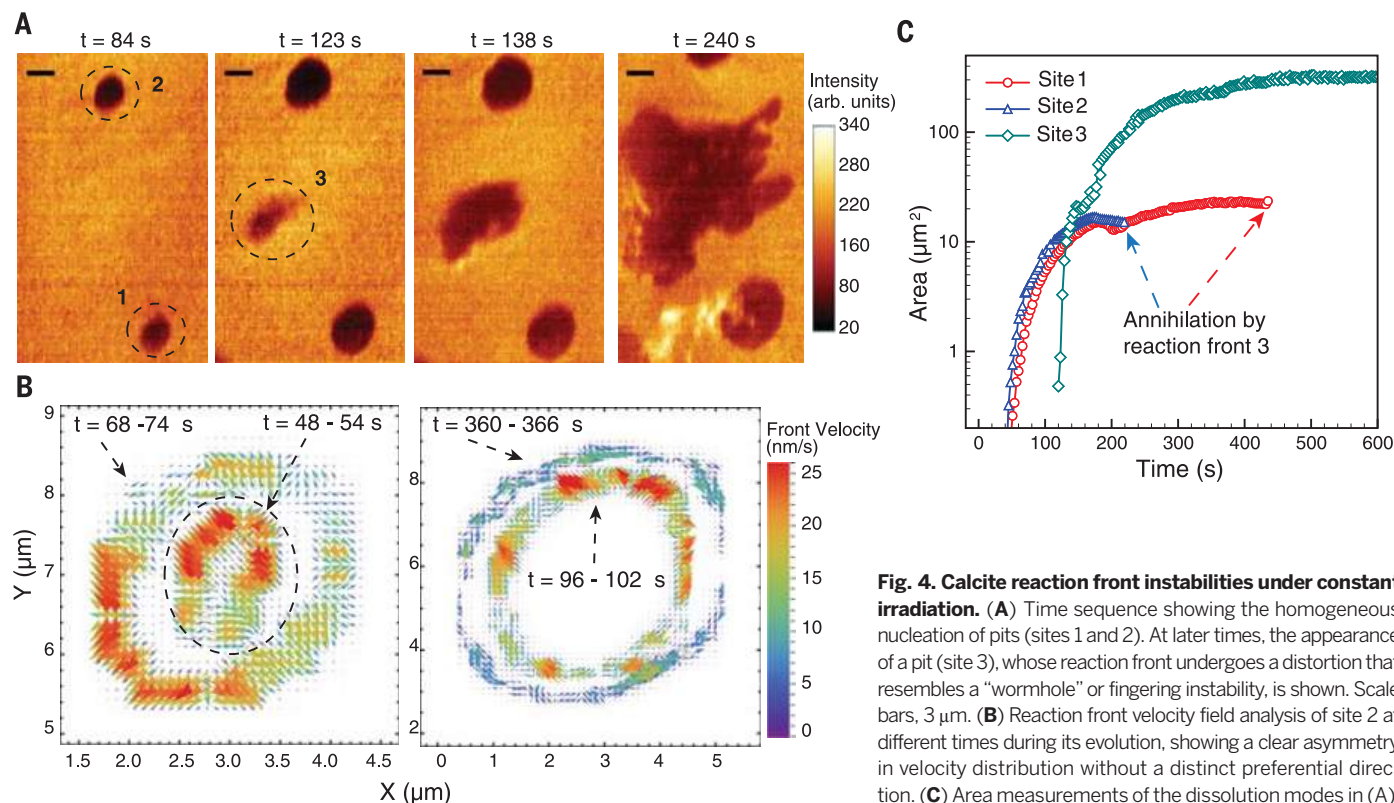 A
t = 84 s
t = 123 s
t = 138 s
t = 240 s
2
3
1
Intensity
(arb. units)
340
280
220
160
100
20
B
t = 68 -74 s
t = 48 - 54 s
9
8
7
6
5
Y (µm)
1.5
2.0
2.5
3.0
3.5
4.0
4.5
t = 360 - 366 s
t = 96 - 102 s
8
6
4
2
0
1
2
3
4
5
X (µm)
Front Velocity
(nm/s)
25
20
15
10
5
0
C
Site 1
Site 2
Site 3
100
10
1
Area (µm²)
0
100
200
300
400
500
600
Time (s)
Annihilation by
reaction front 3
Fig. 4. Calcite reaction front instabilities under constant
irradiation. (A) Time sequence showing the homogeneous
nucleation of pits (sites 1 and 2). At later times, the appearance
of a pit (site 3), whose reaction front undergoes a distortion that
resembles a “wormhole” or fingering instability, is shown. Scale
bars, 3 µm. (B) Reaction front velocity field analysis of site 2 at
different times during its evolution, showing a clear asymmetry
in velocity distribution without a distinct preferential direc-
tion. (C) Area measurements of the dissolution modes in (A).